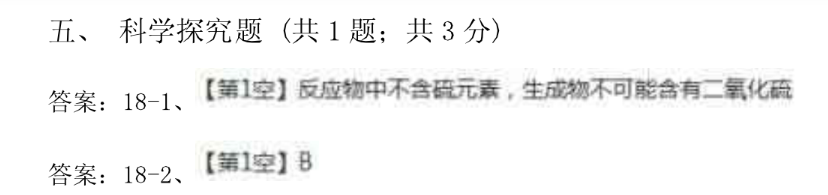 五、 科学探究题 (共 1 题；共 3 分)
答案：18-1、【第1空】反应物中不含硫元素，生成物不可能含有二氧化硫
答案：18-2、【第1空】B